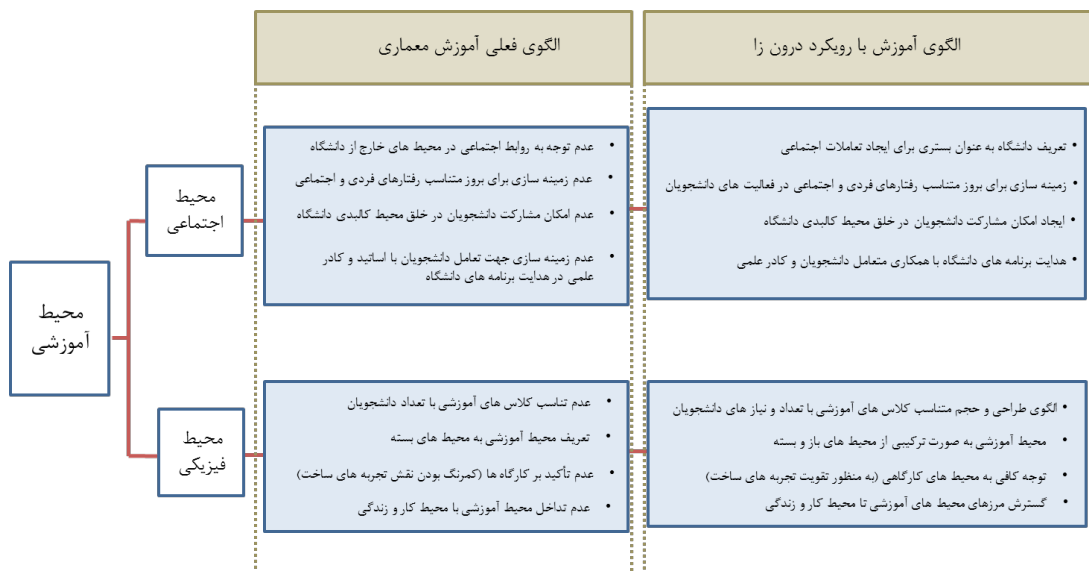 الگوی آموزش با رویکرد درون زا
الگوی فعلی آموزش معماری
محیط
آموزشی
محیط
اجتماعی
• عدم توجه به روابط اجتماعی در محیط های خارج از دانشگاه
• عدم زمینه سازی برای بروز متناسب رفتارهای فردی و اجتماعی
• عدم امکان مشارکت دانشجویان در خلق محیط کالبدی دانشگاه
• عدم زمینه سازی جهت تعامل دانشجویان با اساتید و کادر
علمی در هدایت برنامه های دانشگاه
• تعریف دانشگاه به عنوان بستری برای ایجاد تعاملات اجتماعی
• زمینه سازی برای بروز متناسب رفتارهای فردی و اجتماعی در فعالیت های دانشجویان
• ایجاد امکان مشارکت دانشجویان در خلق محیط کالبدی دانشگاه
• هدایت برنامه های دانشگاه با همکاری متعامل دانشجویان و کادر علمی
محیط
فیزیکی
• عدم تناسب کلاس های آموزشی با تعداد دانشجویان
• تعریف محیط آموزشی به محیط های بسته
• عدم تأکید بر کارگاه ها (کمرنگ بودن نقش تجربه های ساخت)
• عدم تداخل محیط آموزشی با محیط کار و زندگی
• الگوی طراحی و حجم متناسب کلاس های آموزشی با تعداد و نیاز های دانشجویان
• محیط آموزشی به صورت ترکیبی از محیط های باز و بسته
• توجه کافی به محیط های کارگاهی (به منظور تقویت تجربه های ساخت)
• گسترش مرزهای محیط های آموزشی تا محیط کار و زندگی